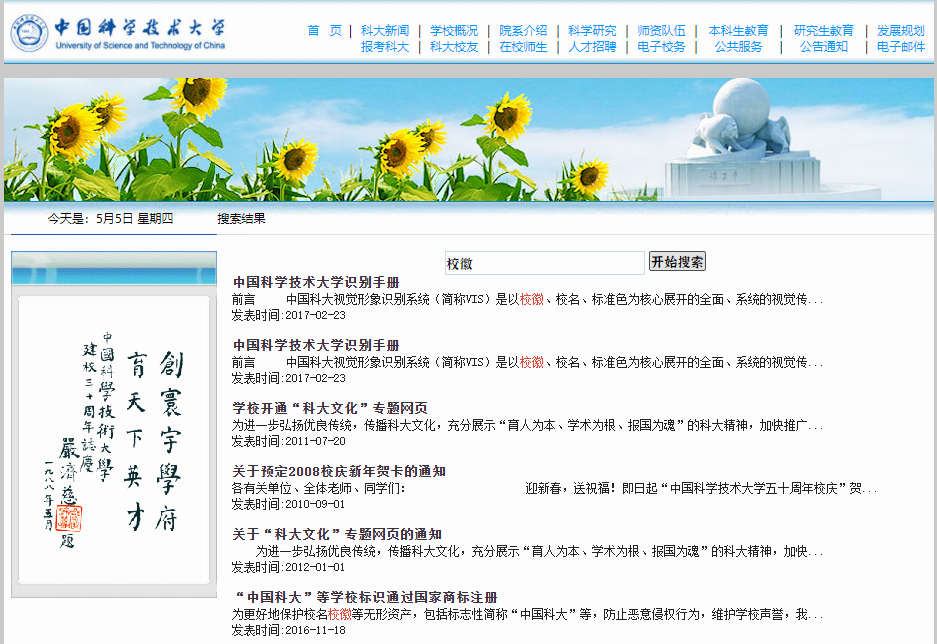 中国科学技术大学
University of Science and Technology of China
首 页 | 科大新闻 | 学校概况 | 院系介绍 | 科学研究 | 师资队伍 | 本科生教育 | 研究生教育 | 发展规划
报考科大 | 科大校友 | 在校师生 | 人才招聘 | 电子校务 | 公共服务 | 公告通知 | 电子邮件
今天是：5月5日 星期四
搜索结果
校徽 开始搜索
創寰宇學府
育天下英才
中國科學技術大學
建校三十周年誌慶
嚴濟慈 題
一九八八年五月
中国科学技术大学识别手册
前言 中国科大视觉形象识别系统（简称VIS）是以校徽、校名、标准色为核心展开的全面、系统的视觉传...
发表时间:2017-02-23
中国科学技术大学识别手册
前言 中国科大视觉形象识别系统（简称VIS）是以校徽、校名、标准色为核心展开的全面、系统的视觉传...
发表时间:2017-02-23
学校开通“科大文化”专题网页
为进一步弘扬优良传统，传播科大文化，充分展示“育人为本、学术为根、报国为魂”的科大精神，加快推广...
发表时间:2011-07-20
关于预定2008校庆新年贺卡的通知
各有关单位、全体老师、同学们： 迎新春，送祝福！即日起“中国科学技术大学五十周年校庆”贺...
发表时间:2010-09-01
关于“科大文化”专题网页的通知
为进一步弘扬优良传统，传播科大文化，充分展示“育人为本、学术为根、报国为魂”的科大精神，加快...
发表时间:2012-01-01
“中国科大”等学校标识通过国家商标注册
为更好地保护校名校徽等无形资产，包括标志性简称“中国科大”等，防止恶意侵权行为，维护学校声誉，我...
发表时间:2016-11-18